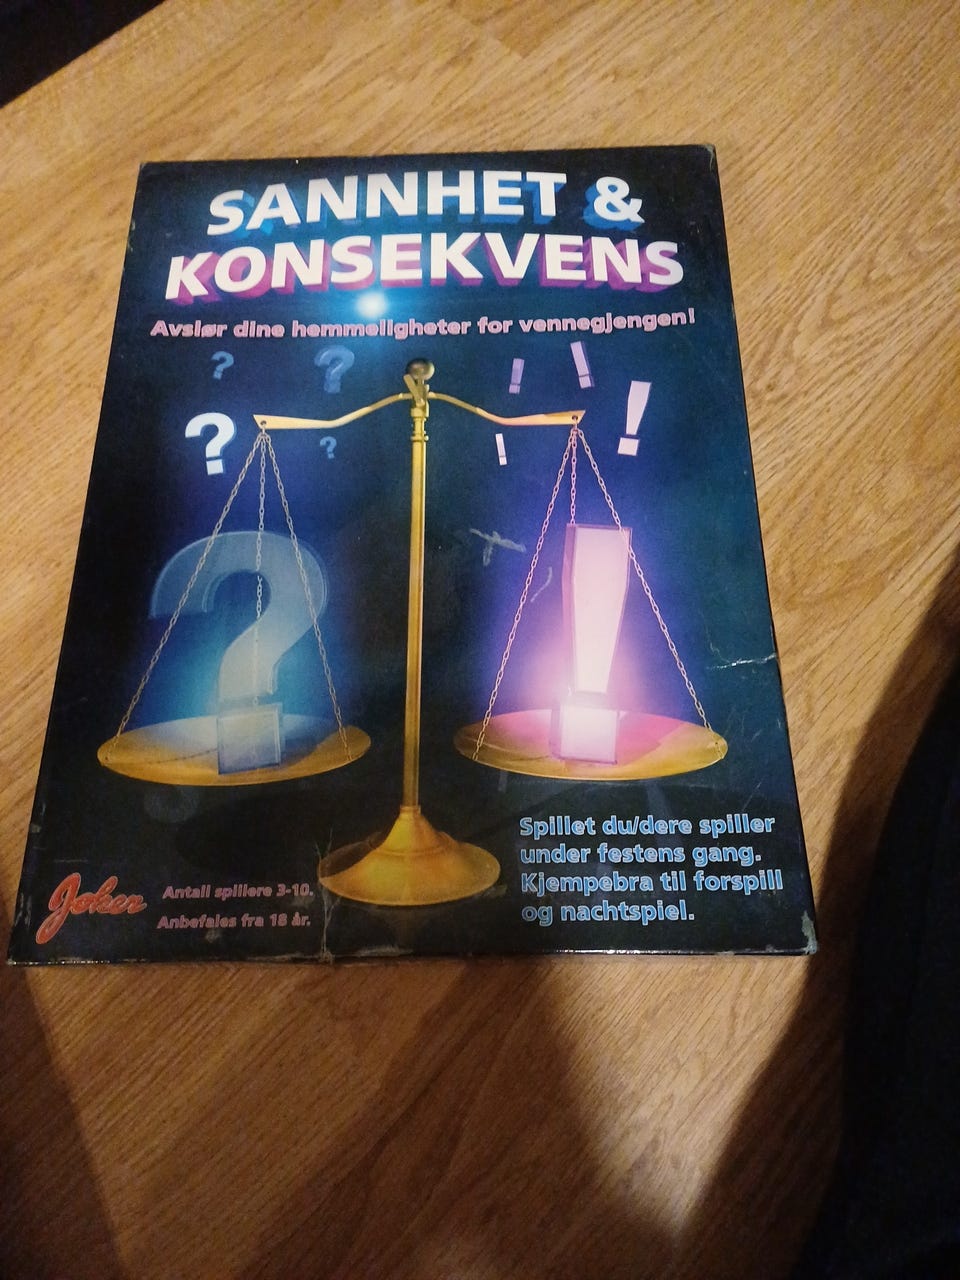 SANNHET &
KONSEKVENS
Avslør dine hemmeligheter for vennegjengen!
? ? ! !
? ? ! !
? !
Spillet du/dere spiller
under festens gang.
Kjempebra til forspill
og nachtspiel.
Joker
Antall spillere 3-10.
Anbefales fra 18 år.